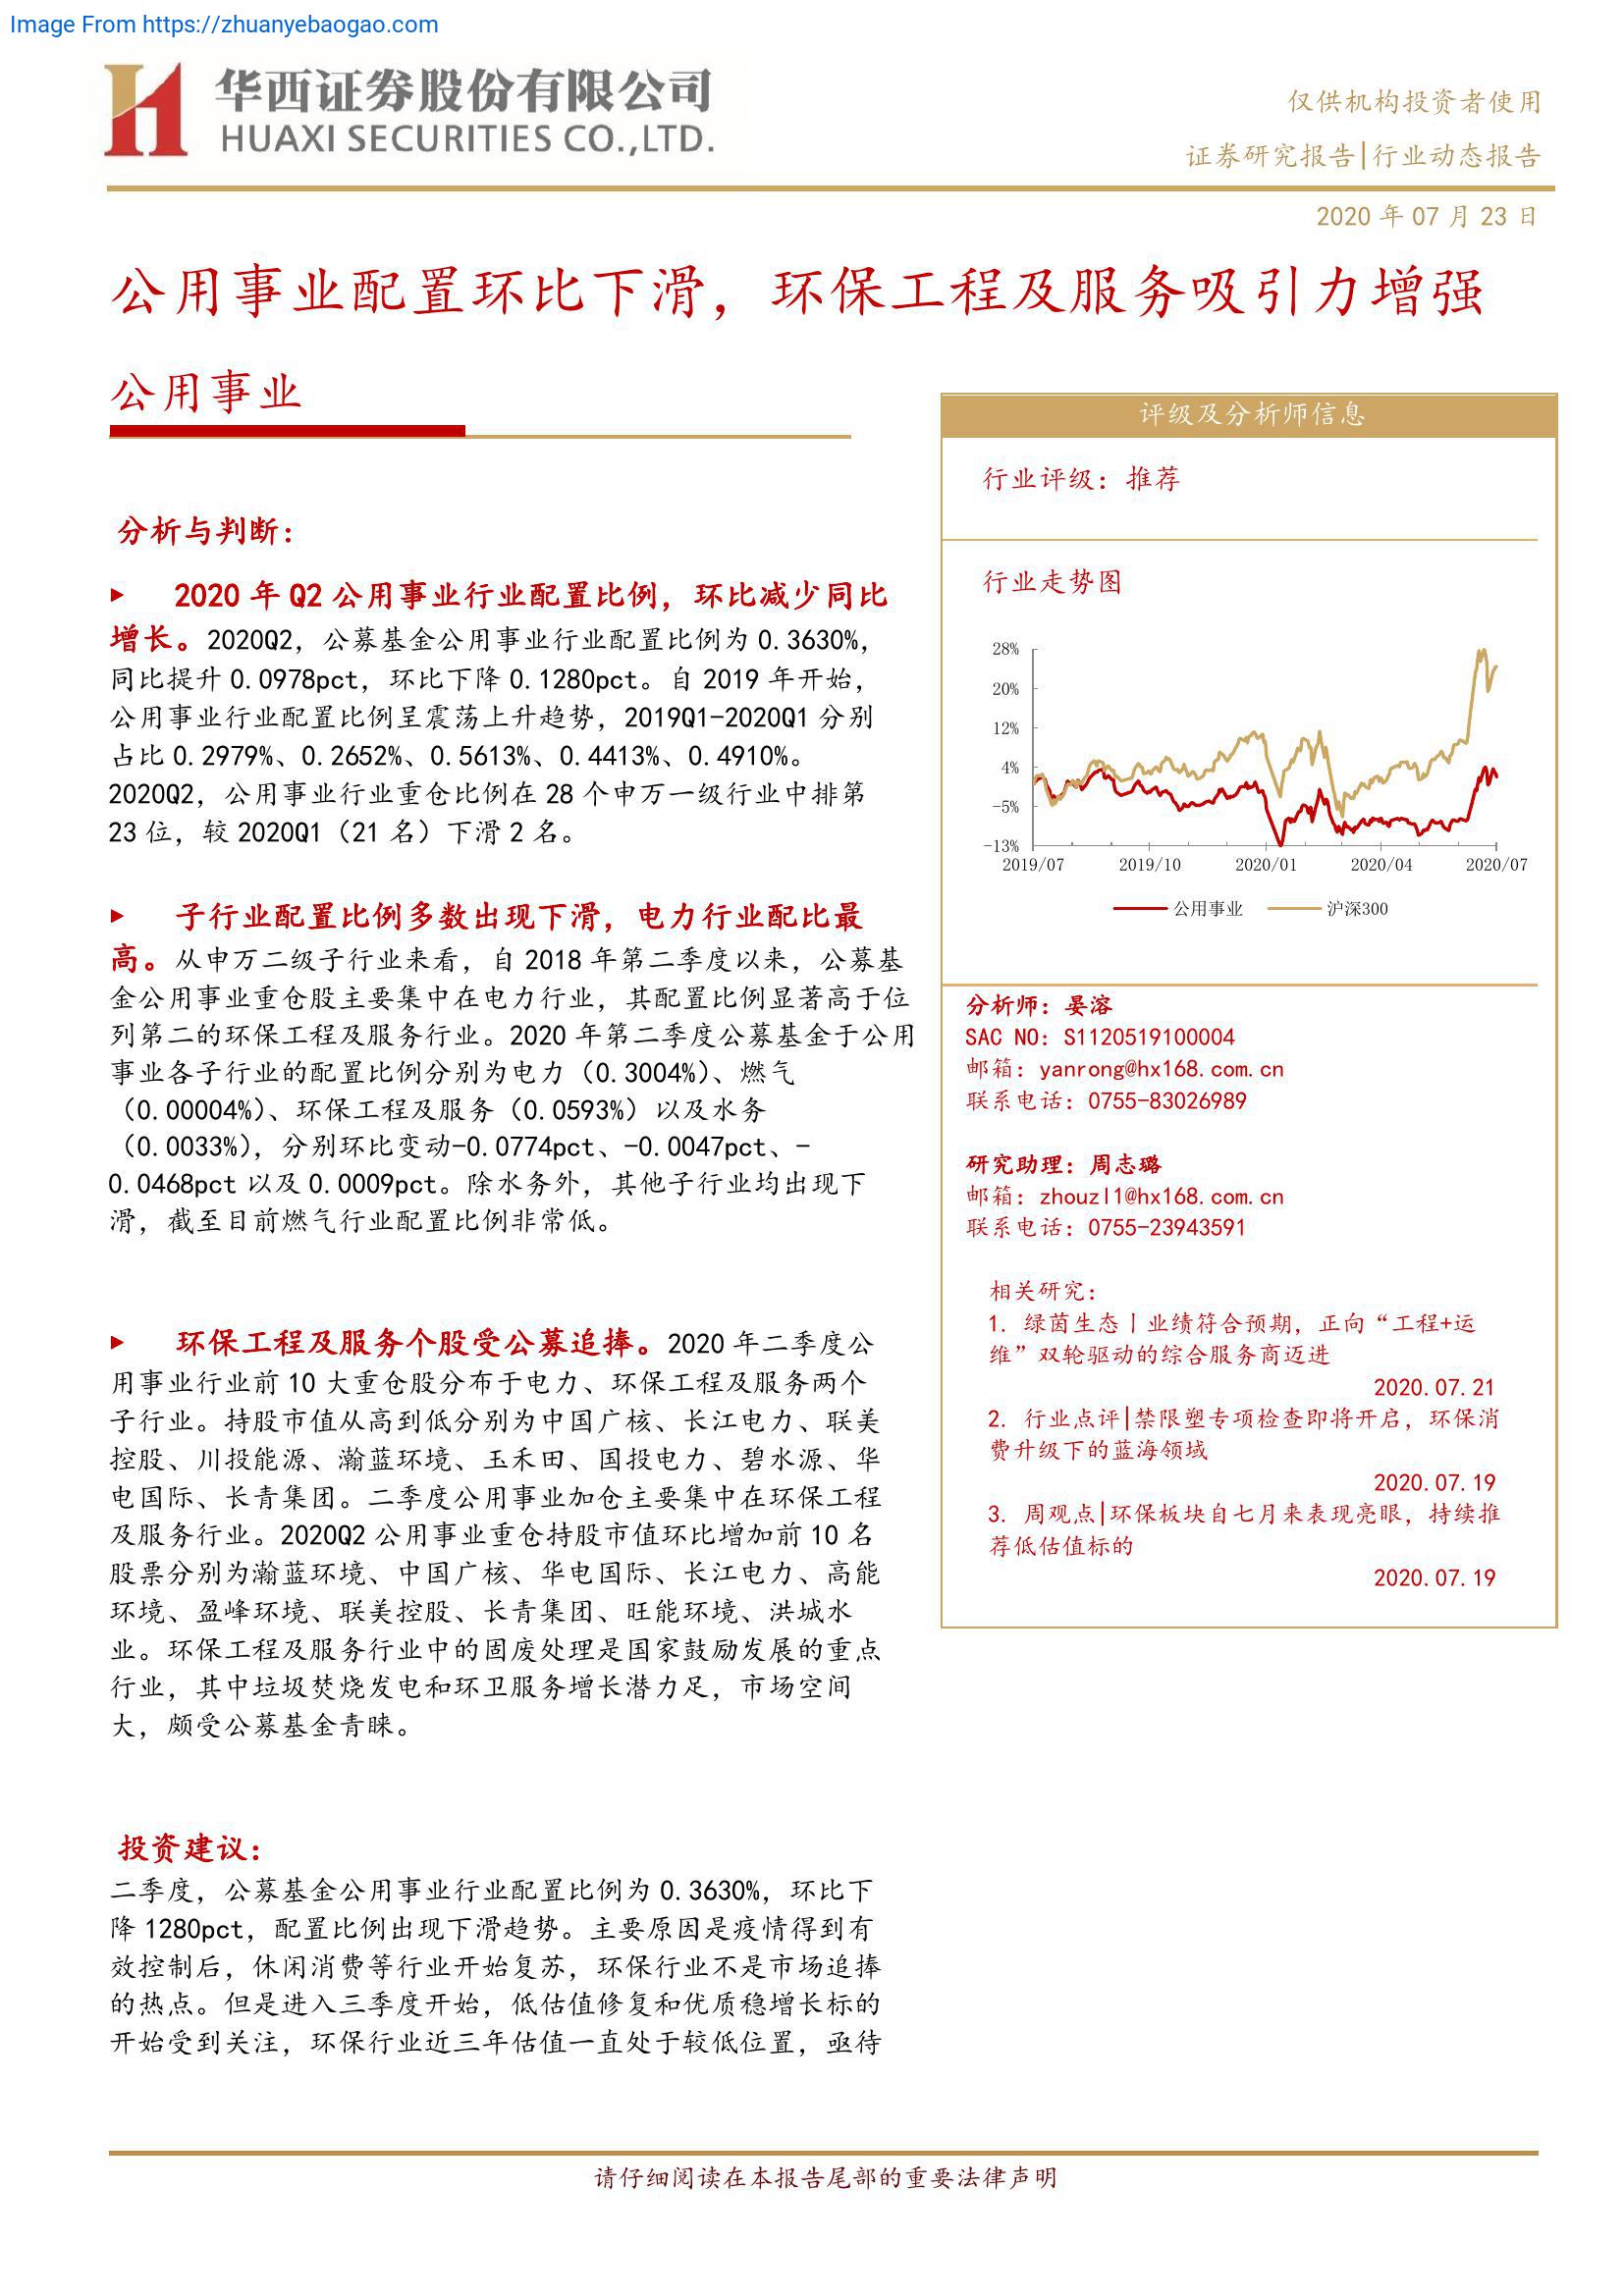 Image From https://zhuanyebaogao.com
华西证券股份有限公司
HUAXI SECURITIES CO.,LTD.
仅供机构投资者使用
证券研究报告|行业动态报告
2020 年 07 月 23 日
公用事业配置环比下滑，环保工程及服务吸引力增强
公用事业
分析与判断：
2020 年 Q2 公用事业行业配置比例，环比减少同比
增长。2020Q2，公募基金公用事业行业配置比例为 0.3630%，
同比提升 0.0978pct，环比下降 0.1280pct。自 2019 年开始，
公用事业行业配置比例呈震荡上升趋势，2019Q1-2020Q1 分别
占比 0.2979%、0.2652%、0.5613%、0.4413%、0.4910%。
2020Q2，公用事业行业重仓比例在 28 个申万一级行业中排第
23 位，较 2020Q1（21 名）下滑 2 名。
子行业配置比例多数出现下滑，电力行业配比最
高。从申万二级子行业来看，自 2018 年第二季度以来，公募基
金公用事业重仓股主要集中在电力行业，其配置比例显著高于位
列第二的环保工程及服务行业。2020 年第二季度公募基金于公用
事业各子行业的配置比例分别为电力（0.3004%）、燃气
（0.00004%）、环保工程及服务（0.0593%）以及水务
（0.0033%），分别环比变动-0.0774pct、-0.0047pct、-
0.0468pct 以及 0.0009pct。除水务外，其他子行业均出现下
滑，截至目前燃气行业配置比例非常低。
环保工程及服务个股受公募追捧。2020 年二季度公
用事业行业前 10 大重仓股分布于电力、环保工程及服务两个
子行业。持股市值从高到低分别为中国广核、长江电力、联美
控股、川投能源、瀚蓝环境、玉禾田、国投电力、碧水源、华
电国际、长青集团。二季度公用事业加仓主要集中在环保工程
及服务行业。2020Q2 公用事业重仓持股市值环比增加前 10 名
股票分别为瀚蓝环境、中国广核、华电国际、长江电力、高能
环境、盈峰环境、联美控股、长青集团、旺能环境、洪城水
业。环保工程及服务行业中的固废处理是国家鼓励发展的重点
行业，其中垃圾焚烧发电和环卫服务增长潜力足，市场空间
大，颇受公募基金青睐。
投资建议：
二季度，公募基金公用事业行业配置比例为 0.3630%，环比下
降 1280pct，配置比例出现下滑趋势。主要原因是疫情得到有
效控制后，休闲消费等行业开始复苏，环保行业不是市场追捧
的热点。但是进入三季度开始，低估值修复和优质稳增长标的
开始受到关注，环保行业近三年估值一直处于较低位置，亟待
评级及分析师信息
行业评级：推荐
行业走势图
28%
20%
12%
4%
-5%
-13%
2019/07 2019/10 2020/01 2020/04 2020/07
公用事业 沪深300
分析师：晏溶
SAC NO：S1120519100004
邮箱：yanrong@hx168.com.cn
联系电话：0755-83026989
研究助理：周志璐
邮箱：zhouzl1@hx168.com.cn
联系电话：0755-23943591
相关研究：
1. 绿茵生态丨业绩符合预期，正向“工程+运
维”双轮驱动的综合服务商迈进
2020.07.21
2. 行业点评|禁限塑专项检查即将开启，环保消
费升级下的蓝海领域
2020.07.19
3. 周观点|环保板块自七月来表现亮眼，持续推
荐低估值标的
2020.07.19
请仔细阅读在本报告尾部的重要法律声明